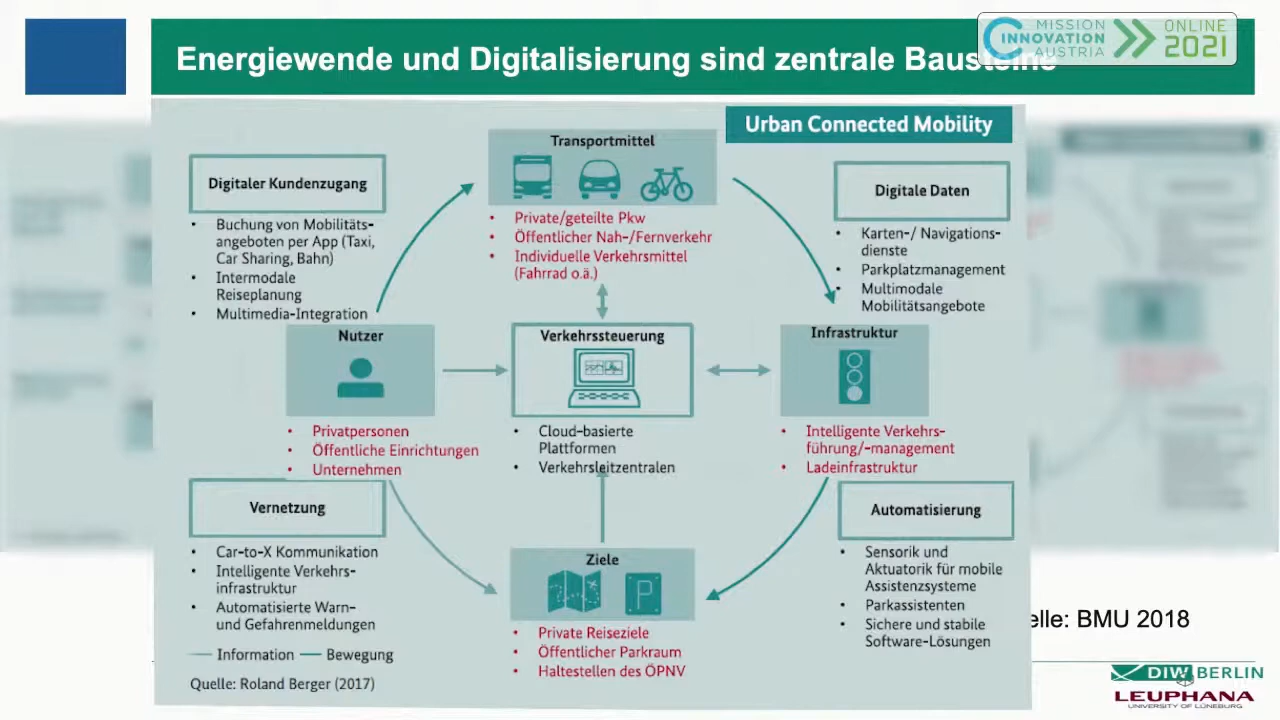 Energiewende und Digitalisierung sind zentrale Bausteine
MISSION
INNOVATION
AUSTRIA
ONLINE
2021
Urban Connected Mobility
Transportmittel
• Private/geteilte Pkw
• Öffentlicher Nah-/Fernverkehr
• Individuelle Verkehrsmittel
(Fahrrad o.ä.)
Digitaler Kundenzugang
• Buchung von Mobilitäts-
angeboten per App (Taxi,
Car Sharing, Bahn)
• Intermodale
Reiseplanung
• Multimedia-Integration
Digitale Daten
• Karten-/ Navigations-
dienste
• Parkplatzmanagement
• Multimodale
Mobilitätsangebote
Nutzer
• Privatpersonen
• Öffentliche Einrichtungen
• Unternehmen
Verkehrssteuerung
• Cloud-basierte
Plattformen
• Verkehrsleitzentralen
Infrastruktur
• Intelligente Verkehrs-
führung/-management
• Ladeinfrastruktur
Vernetzung
• Car-to-X Kommunikation
• Intelligente Verkehrs-
infrastruktur
• Automatisierte Warn-
und Gefahrenmeldungen
Ziele
P
• Private Reiseziele
• Öffentlicher Parkraum
• Haltestellen des ÖPNV
Automatisierung
• Sensorik und
Aktuatorik für mobile
Assistenzsysteme
• Parkassistenten
• Sichere und stabile
Software-Lösungen
Information
Bewegung
Quelle: Roland Berger (2017)
elle: BMU 2018
DIW BERLIN
LEUPHANA
UNIVERSITY OF LÜNEBURG